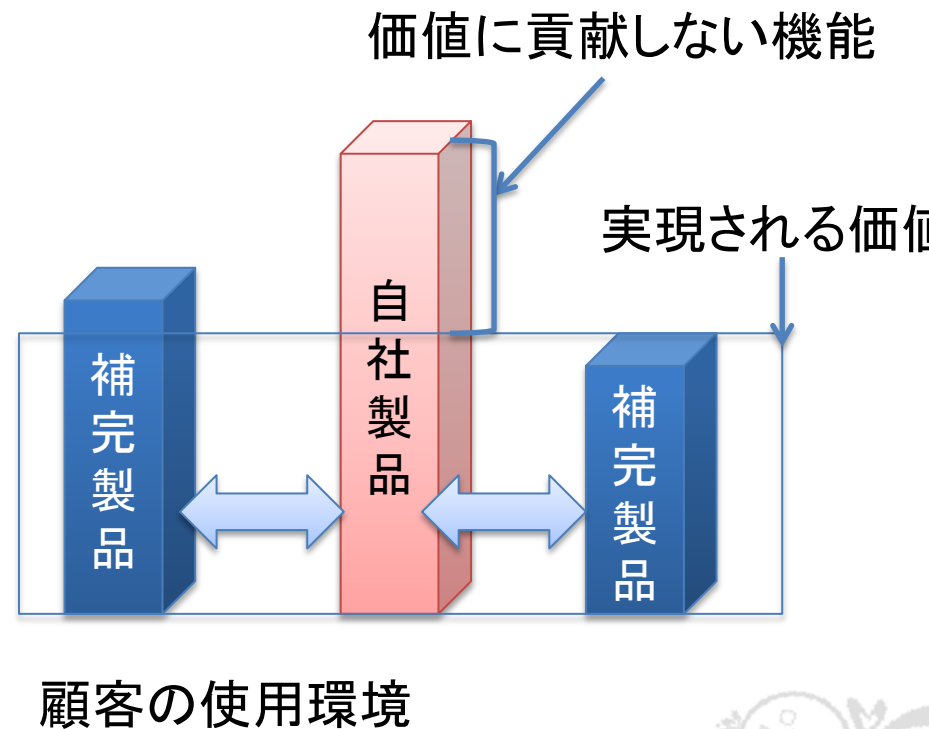 価値に貢献しない機能
実現される価値
自社製品
補完製品
補完製品
顧客の使用環境